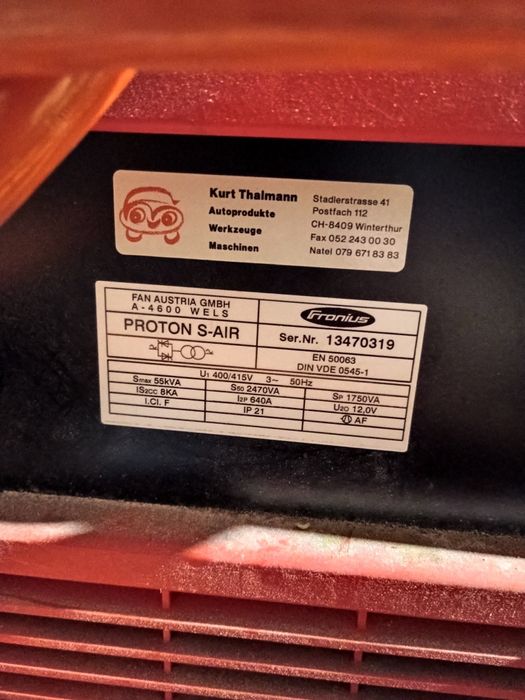 Kurt Thalmann
Autoprodukte
Werkzeuge
Maschinen
Stadlerstrasse 41
Postfach 112
CH-8409 Winterthur
Fax 052 243 00 30
Natel 079 671 83 83
FAN AUSTRIA GMBH
A-4600 WELS
Fronius
PROTON S-AIR
Ser.Nr. 13470319
EN 50063
DIN VDE 0545-1
U1 400/415V 3~ 50Hz
Smax 55kVA S50 2470VA SP 1750VA
IS2CC 8KA I2P 640A U20 12,0V
I.Cl. F IP 21 AF